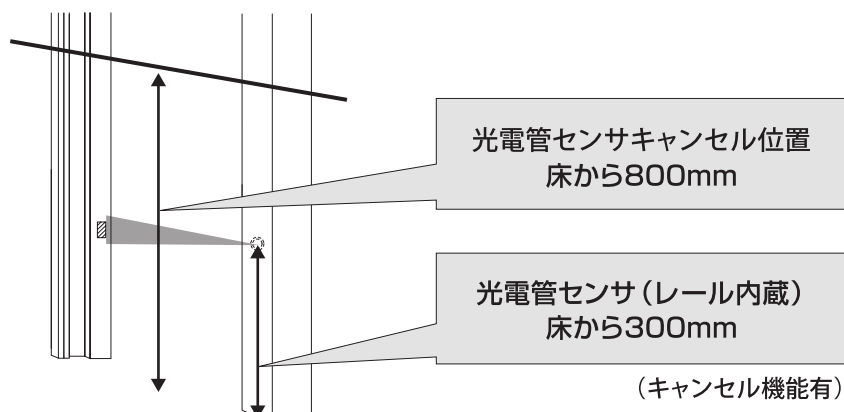 光電管センサキャンセル位置
床から800mm
光電管センサ（レール内蔵）
床から300mm
（キャンセル機能有）